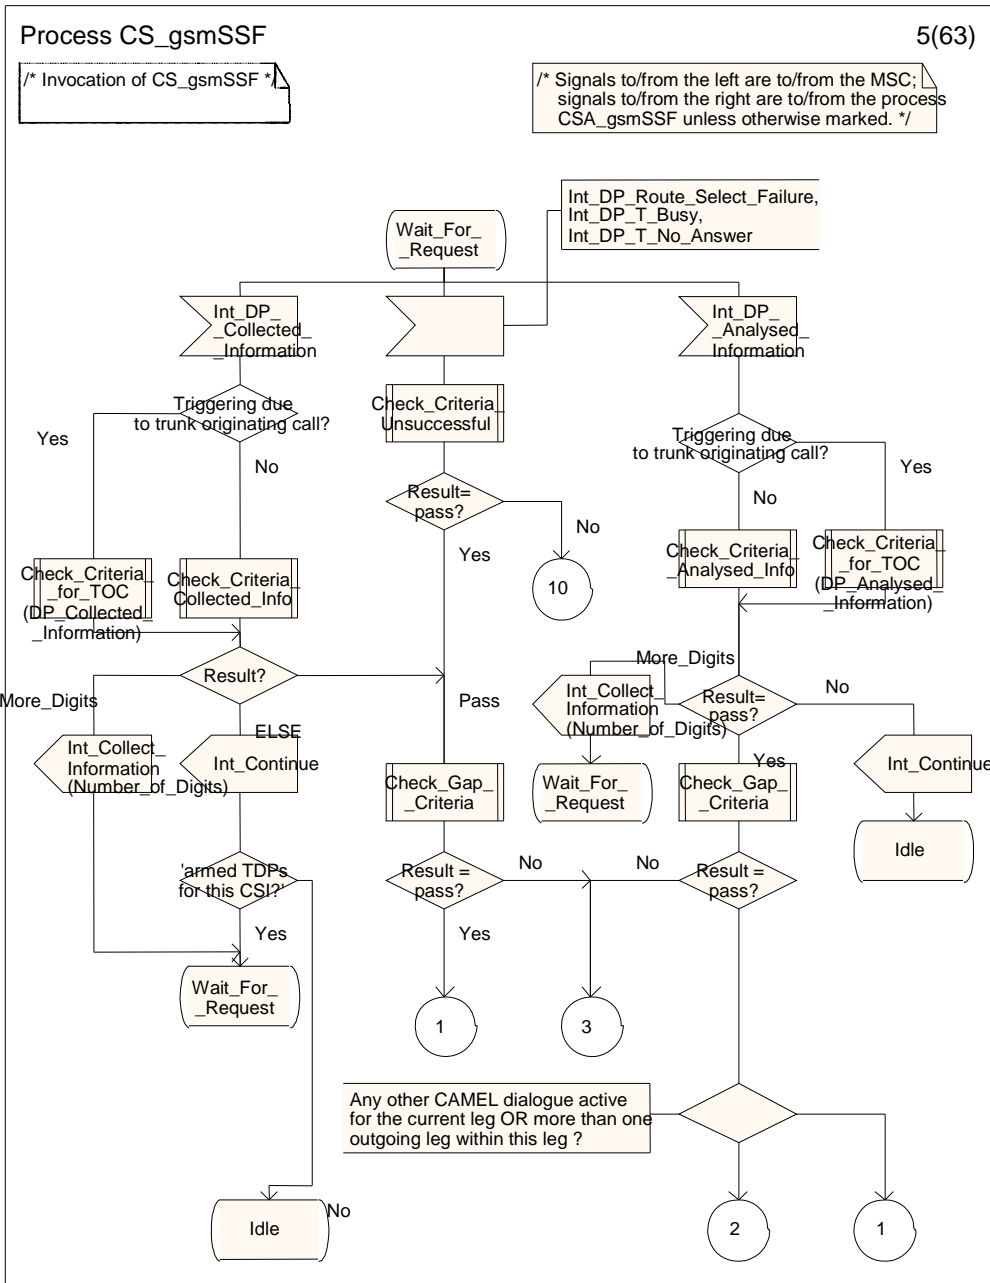 Process CS_gsmSSF
5(63)
/* Invocation of CS_gsmSSF */
/* Signals to/from the left are to/from the MSC;
signals to/from the right are to/from the process
CSA_gsmSSF unless otherwise marked. */
Int_DP_Route_Select_Failure,
Int_DP_T_Busy,
Int_DP_T_No_Answer
Wait_For_
_Request
Int_DP_
_Collected_
_Information
Int_DP_
_Analysed_
Information
Triggering due
to trunk originating call?
Yes
No
Check_Criteria_
Unsuccessful
Triggering due
to trunk originating call?
Yes
No
Result=
pass?
No
Yes
10
Check_Criteria_
_for_TOC
(DP_Collected_
_Information)
Check_Criteria_
Collected_Info
Check_Criteria_
_Analysed_Info
Check_Criteria_
_for_TOC
(DP_Analysed_
_Information)
Result?
More_Digits
ELSE
Pass
More_Digits
Result=
pass?
No
Yes
Int_Collect_
Information
(Number_of_Digits)
Int_Continue
Int_Collect_
Information
(Number_of_Digits)
Int_Continue
Check_Gap_
_Criteria
Wait_For_
_Request
Check_Gap_
_Criteria
Idle
'armed TDPs
for this CSI?'
Yes
Result =
pass?
No
Yes
No
Result =
pass?
Wait_For_
_Request
1
3
Any other CAMEL dialogue active
for the current leg OR more than one
outgoing leg within this leg ?
No
Idle
2
1